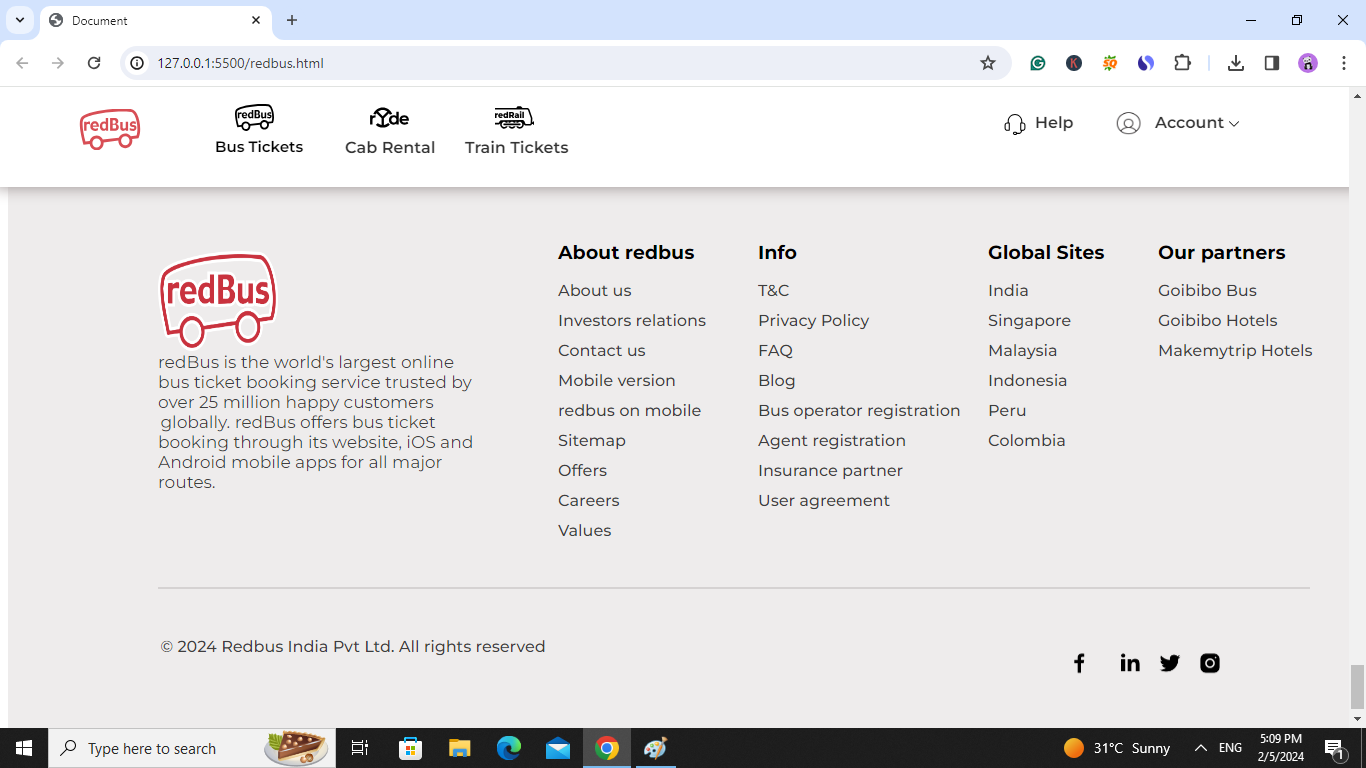 Document
127.0.0.1:5500/redbus.html
redBus
redBus
Bus Tickets
ryde
Cab Rental
redRail
Train Tickets
Help
Account
redBus
redBus is the world's largest online
bus ticket booking service trusted by
over 25 million happy customers
globally. redBus offers bus ticket
booking through its website, iOS and
Android mobile apps for all major
routes.
About redbus
About us
Investors relations
Contact us
Mobile version
redbus on mobile
Sitemap
Offers
Careers
Values
Info
T&C
Privacy Policy
FAQ
Blog
Bus operator registration
Agent registration
Insurance partner
User agreement
Global Sites
India
Singapore
Malaysia
Indonesia
Peru
Colombia
Our partners
Goibibo Bus
Goibibo Hotels
Makemytrip Hotels
© 2024 Redbus India Pvt Ltd. All rights reserved
Type here to search
31°C Sunny
ENG
5:09 PM
2/5/2024
1